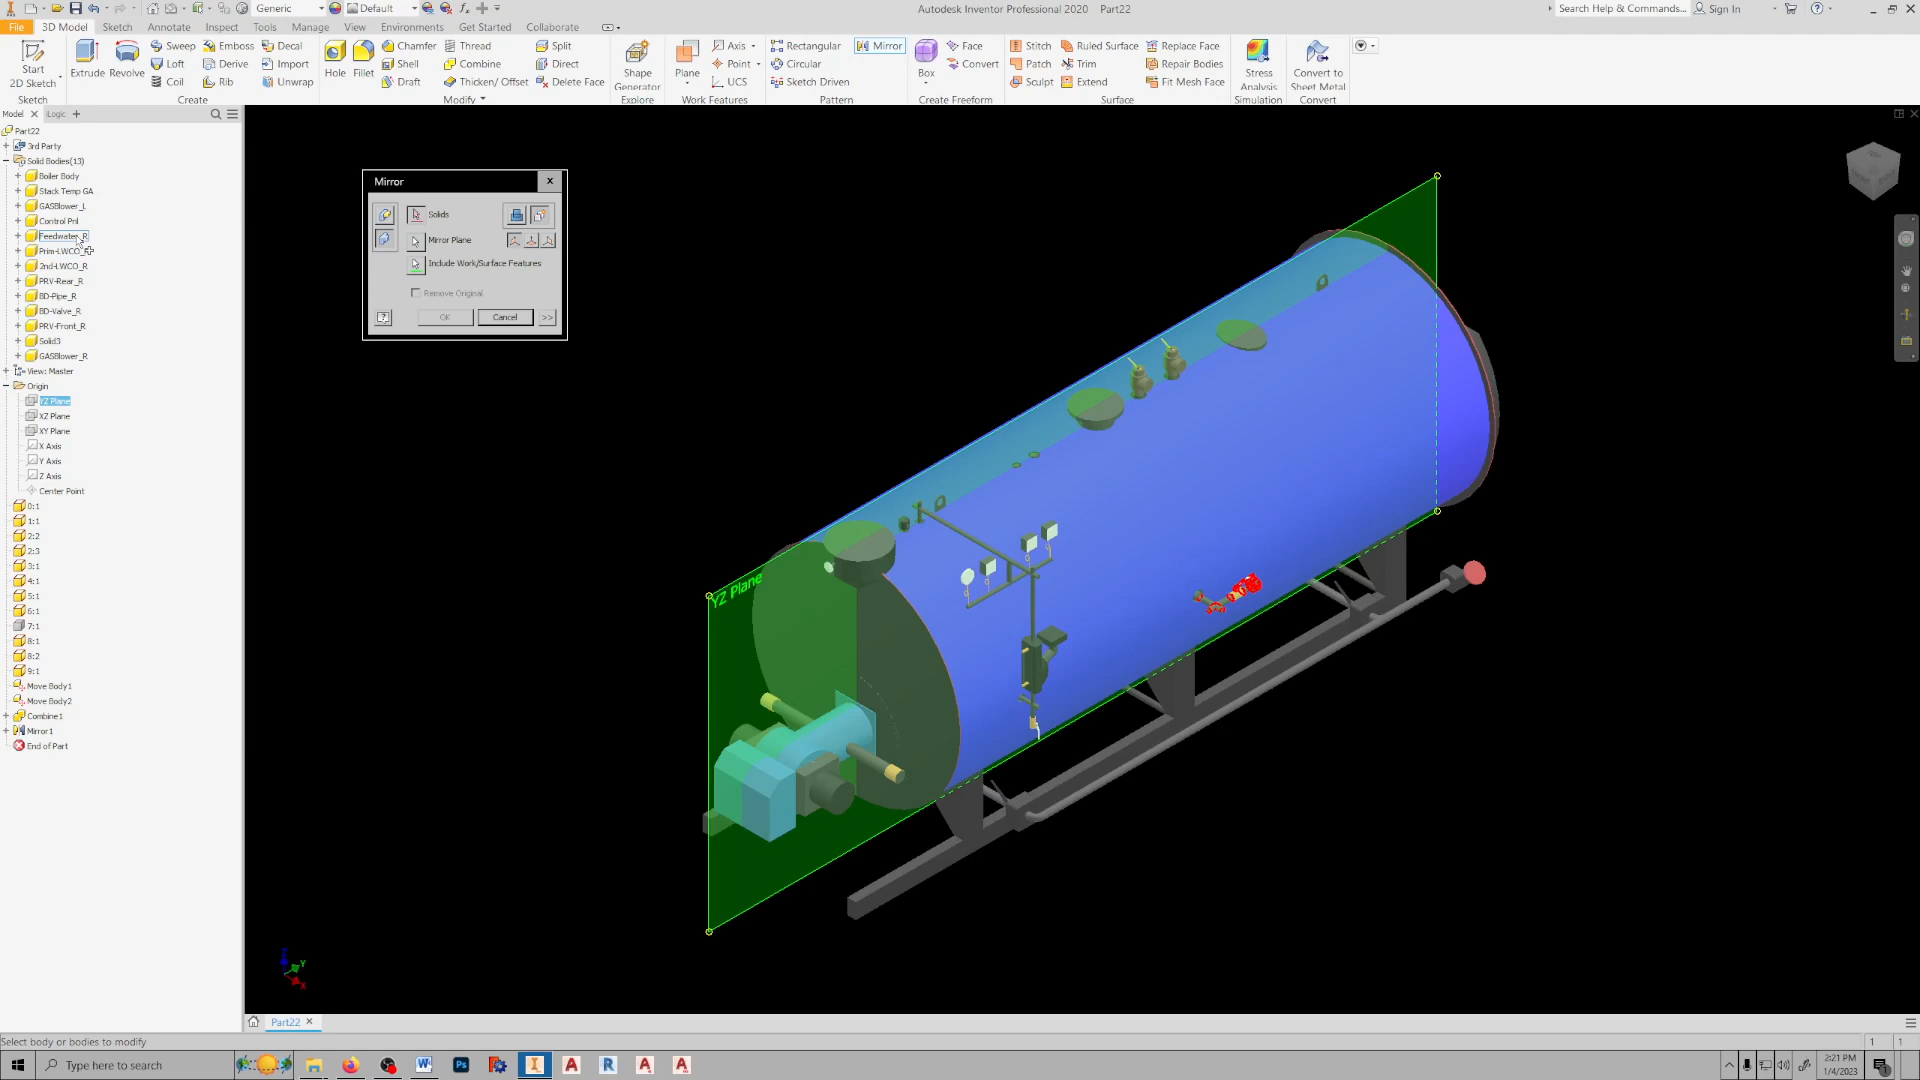 Generic
Default
Autodesk Inventor Professional 2020 Part22
Search Help & Commands...
Sign In
File
3D Model
Sketch
Annotate
Inspect
Tools
Manage
View
Environments
Get Started
Collaborate
Start
2D Sketch
Sketch
Extrude
Revolve
Sweep
Loft
Coil
Emboss
Derive
Rib
Decal
Import
Unwrap
Create
Hole
Fillet
Chamfer
Shell
Draft
Thread
Combine
Thicken/ Offset
Split
Direct
Delete Face
Modify
Shape
Generator
Explore
Plane
Axis
Point
UCS
Work Features
Rectangular
Circular
Sketch Driven
Mirror
Pattern
Box
Face
Convert
Create Freeform
Stitch
Patch
Sculpt
Ruled Surface
Trim
Extend
Replace Face
Repair Bodies
Fit Mesh Face
Surface
Stress
Analysis
Simulation
Convert to
Sheet Metal
Convert
Model
iLogic
Part22
3rd Party
Solid Bodies(13)
Boiler Body
Stack Temp GA
GASBlower_L
Control Pnl
Feedwater_R
Prim-LWCO_R
2nd-LWCO_R
PRV-Rear_R
BD-Pipe_R
BD-Valve_R
PRV-Front_R
Solid3
GASBlower_R
View: Master
Origin
YZ Plane
XZ Plane
XY Plane
X Axis
Y Axis
Z Axis
Center Point
0:1
1:1
2:2
2:3
3:1
4:1
5:1
6:1
7:1
8:1
8:2
9:1
Move Body1
Move Body2
Combine1
Mirror1
End of Part
Mirror
Solids
Mirror Plane
Include Work/Surface Features
Remove Original
OK
Cancel
>>
YZ Plane
Z
Y
X
Part22
Select body or bodies to modify
1 1
Type here to search
2:21 PM
1/4/2023